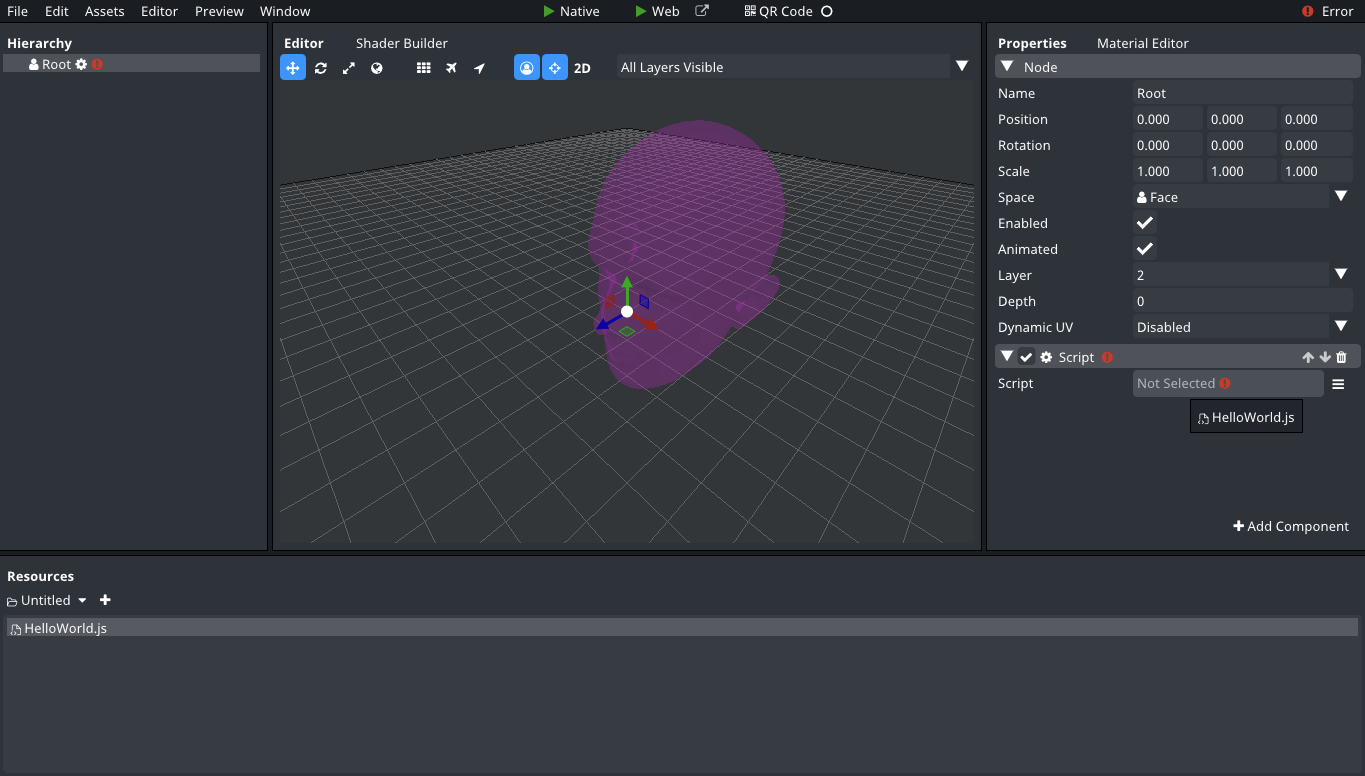 File Edit Assets Editor Preview Window Native Web QR Code Error
Hierarchy
Root
Editor Shader Builder
2D All Layers Visible
Properties Material Editor
Node
Name Root
Position 0.000 0.000 0.000
Rotation 0.000 0.000 0.000
Scale 1.000 1.000 1.000
Space Face
Enabled
Animated
Layer 2
Depth 0
Dynamic UV Disabled
Script
Script Not Selected
HelloWorld.js
Add Component
Resources
Untitled
HelloWorld.js